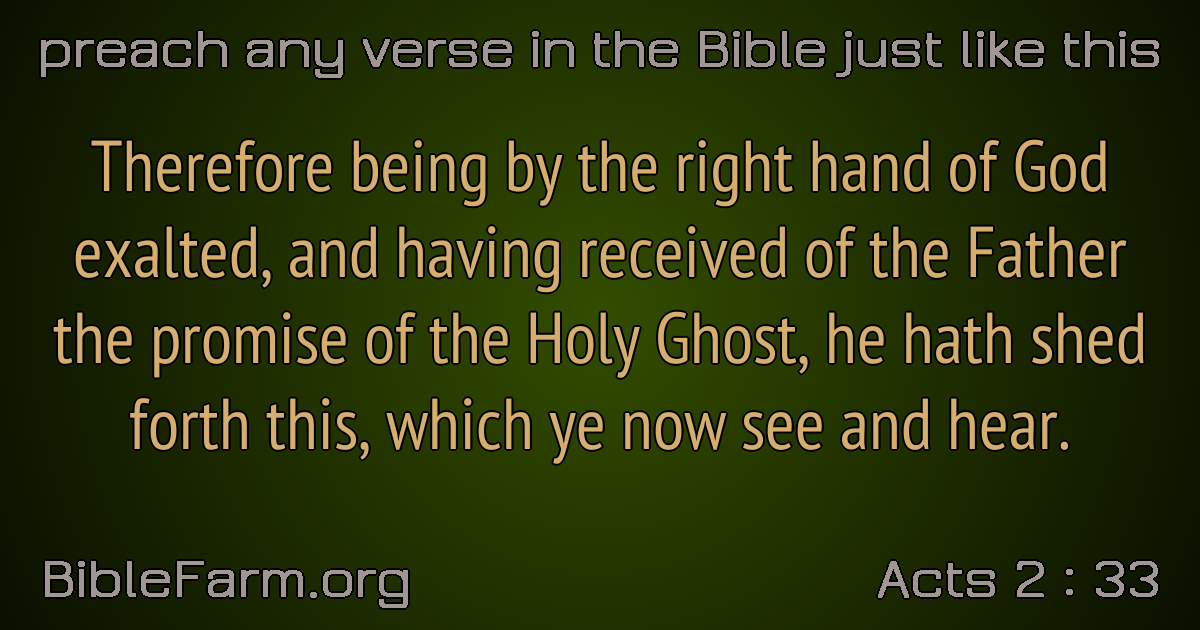 preach any verse in the Bible just like this
Therefore being by the right hand of God
exalted, and having received of the Father
the promise of the Holy Ghost, he hath shed
forth this, which ye now see and hear.
BibleFarm.org
Acts 2 : 33